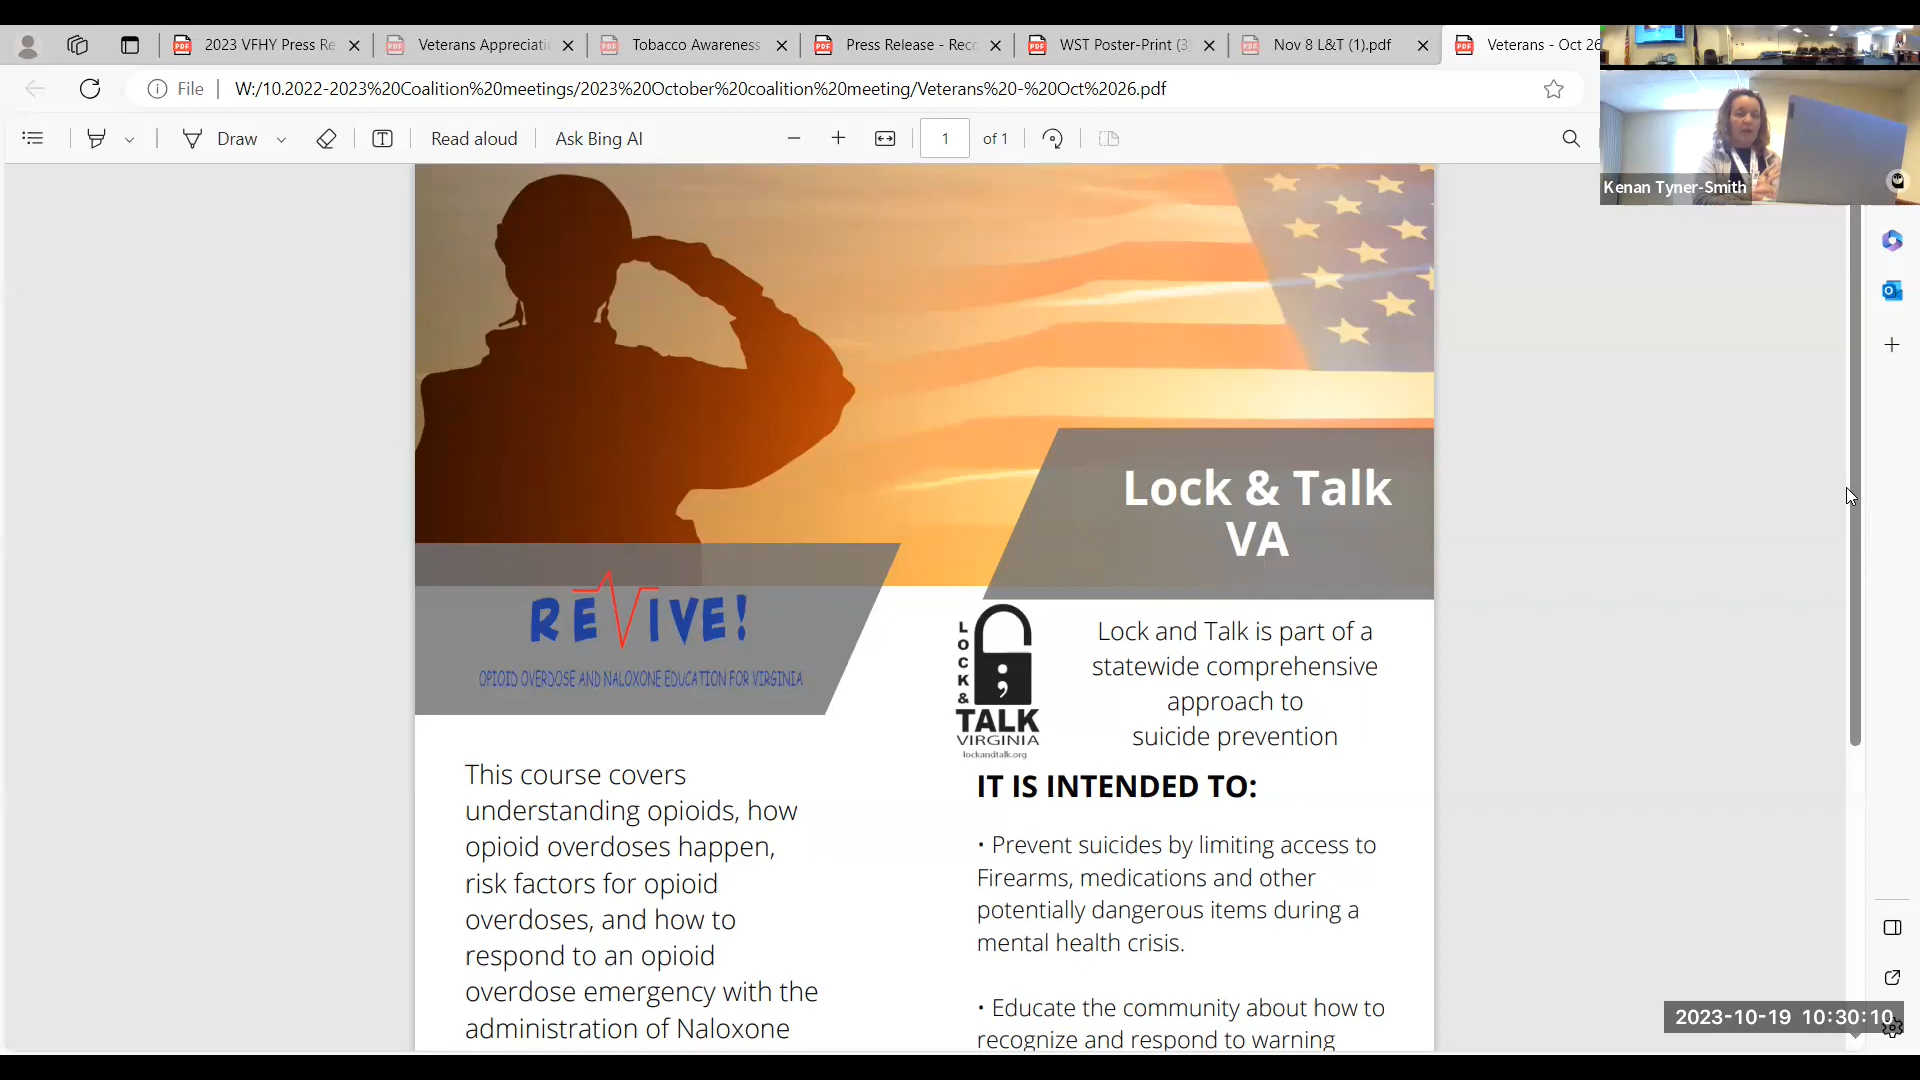 2023 VFHY Press Re
Veterans Appreciati
Tobacco Awareness
Press Release - Rec
WST Poster-Print (3)
Nov 8 L&T (1).pdf
Veterans - Oct 26
File
W:/10.2022-2023%20Coalition%20meetings/2023%20October%20coalition%20meeting/Veterans%20-%20Oct%2026.pdf
Draw
Read aloud
Ask Bing AI
1
of 1
Kenan Tyner-Smith
Lock & Talk
VA
REVIVE!
OPIOID OVERDOSE AND NALOXONE EDUCATION FOR VIRGINIA
LOCK
&
TALK
VIRGINIA
lockandtalk.org
Lock and Talk is part of a
statewide comprehensive
approach to
suicide prevention
This course covers
understanding opioids, how
opioid overdoses happen,
risk factors for opioid
overdoses, and how to
respond to an opioid
overdose emergency with the
administration of Naloxone
IT IS INTENDED TO:
• Prevent suicides by limiting access to
Firearms, medications and other
potentially dangerous items during a
mental health crisis.
• Educate the community about how to
recognize and respond to warning
2023-10-19 10:30:10